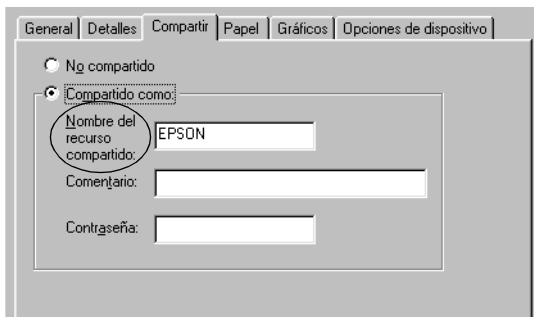 General Detalles Compartir Papel Gráficos Opciones de dispositivo
No compartido
Compartido como:
Nombre del
recurso
compartido:
EPSON
Comentario:
Contraseña: